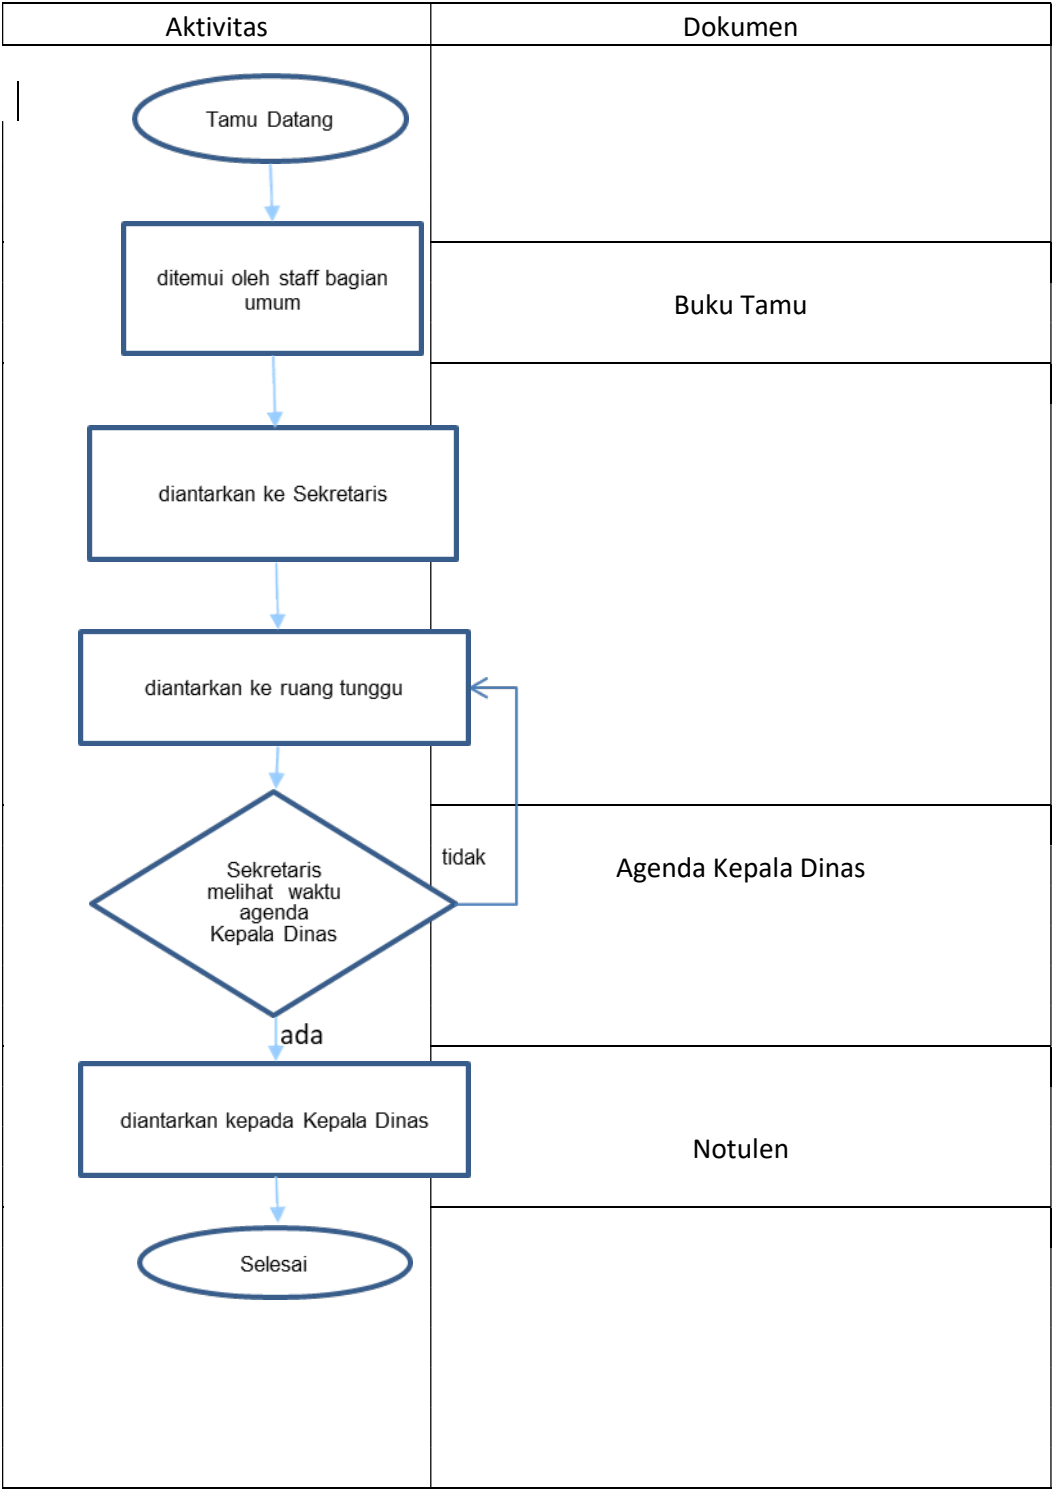 Aktivitas
Dokumen
Tamu Datang
ditemui oleh staff bagian
umum
Buku Tamu
diantarkan ke Sekretaris
diantarkan ke ruang tunggu
Sekretaris
melihat waktu
agenda
Kepala Dinas
tidak
Agenda Kepala Dinas
ada
diantarkan kepada Kepala Dinas
Notulen
Selesai